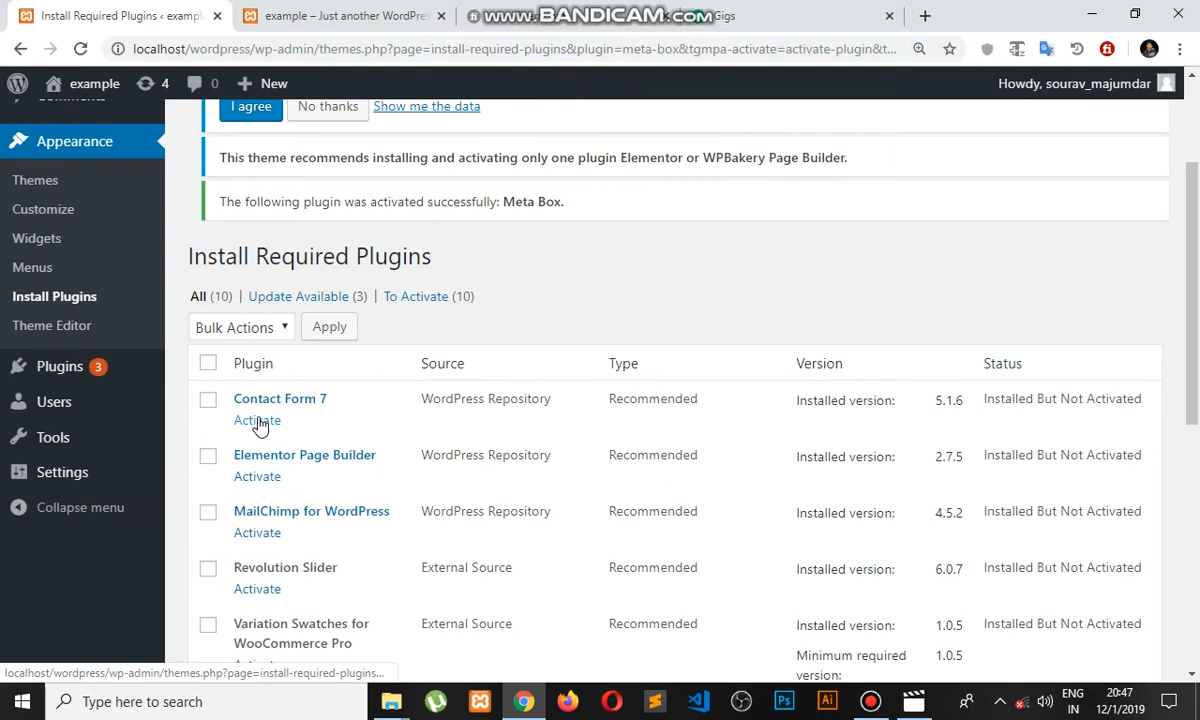 Install Required Plugins ‹ example
example – Just another WordPre
www.BANDICAM.com
Gigs
localhost/wordpress/wp-admin/themes.php?page=install-required-plugins&plugin=meta-box&tgmpa-activate=activate-plugin&t...
example
4
0
New
Howdy, sourav_majumdar
Comments
I agree
No thanks
Show me the data
Appearance
This theme recommends installing and activating only one plugin Elementor or WPBakery Page Builder.
Themes
Customize
Widgets
Menus
Install Plugins
Theme Editor
Plugins 3
Users
Tools
Settings
Collapse menu
The following plugin was activated successfully: Meta Box.
Install Required Plugins
All (10) | Update Available (3) | To Activate (10)
Bulk Actions
Apply
Plugin Source Type Version Status
Contact Form 7 WordPress Repository Recommended Installed version: 5.1.6 Installed But Not Activated
Activate
Elementor Page Builder WordPress Repository Recommended Installed version: 2.7.5 Installed But Not Activated
Activate
MailChimp for WordPress WordPress Repository Recommended Installed version: 4.5.2 Installed But Not Activated
Activate
Revolution Slider External Source Recommended Installed version: 6.0.7 Installed But Not Activated
Activate
Variation Swatches for External Source Recommended Installed version: 1.0.5 Installed But Not Activated
WooCommerce Pro
Minimum required 1.0.5
version:
localhost/wordpress/wp-admin/themes.php?page=install-required-plugins...
Type here to search
ENG
IN
20:47
12/1/2019